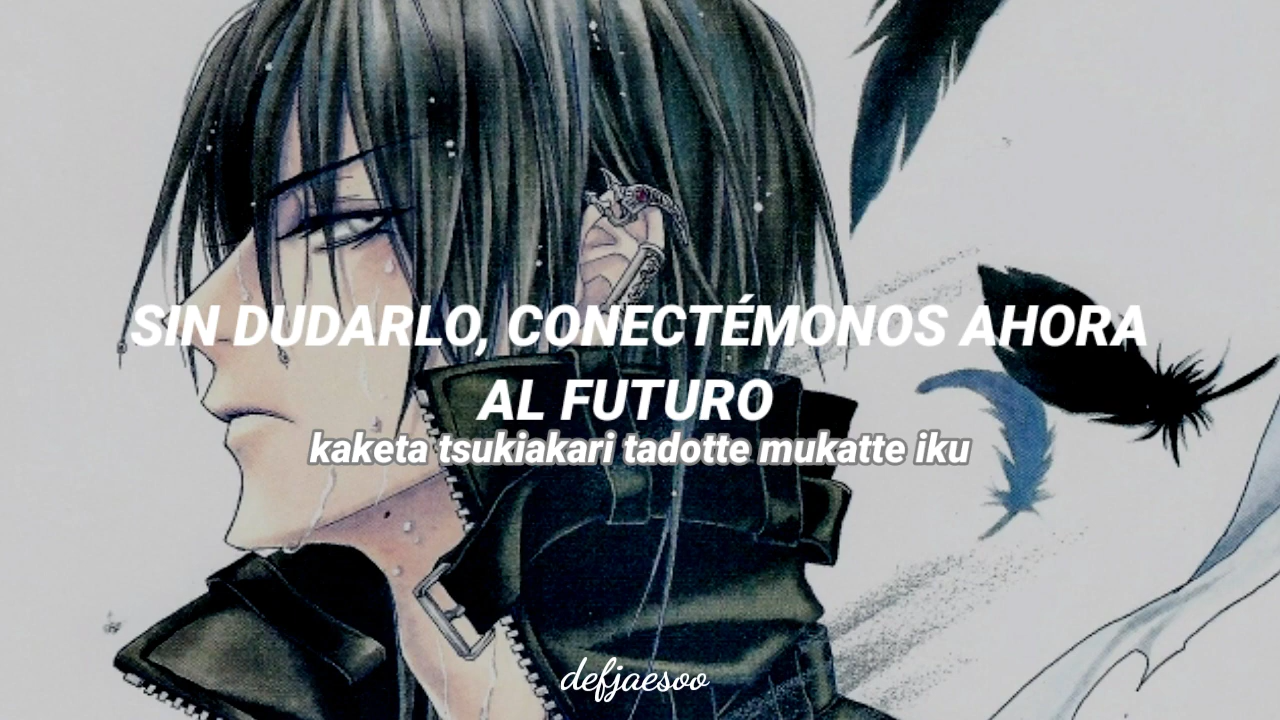 SIN DUDARLO, CONECTÉMONOS AHORA
AL FUTURO
kaketa tsukiakari tadotte mukatte iku
defjaesoo